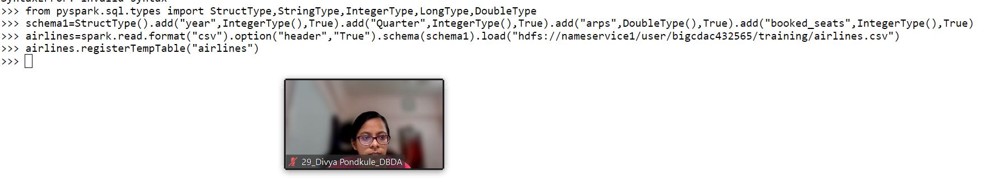 SyntaxError: invalid syntax
>>> from pyspark.sql.types import StructType,StringType,IntegerType,LongType,DoubleType
>>> schema1=StructType().add("year",IntegerType(),True).add("Quarter",IntegerType(),True).add("arps",DoubleType(),True).add("booked_seats",IntegerType(),True)
>>> airlines=spark.read.format("csv").option("header","True").schema(schema1).load("hdfs://nameservice1/user/bigcdac432565/training/airlines.csv")
>>> airlines.registerTempTable("airlines")
>>>
29_Divya Pondkule_DBDA